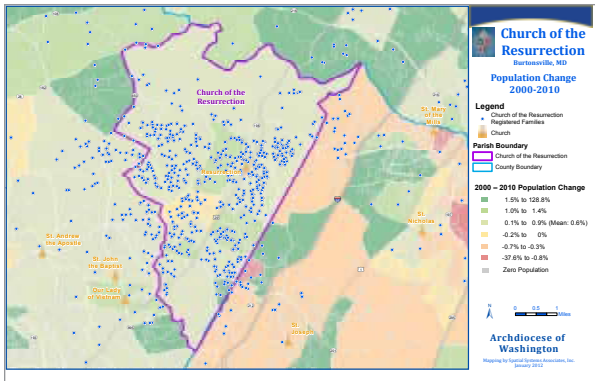 Church of the
Resurrection
St. Mary
of the
Mills
Resurrection
St.
Nicholas
St. Andrew
the Apostle
St. John
the Baptist
Our Lady
of Vietnam
St.
Joseph
Church of the
Resurrection
Burtonsville, MD
Population Change
2000-2010
Legend
Church of the Resurrection
Registered Families
Church
Parish Boundary
Church of the Resurrection
County Boundary
2000 – 2010 Population Change
1.5% to 128.8%
1.0% to 1.4%
0.1% to 0.9% (Mean: 0.6%)
-0.2% to 0%
-0.7% to -0.3%
-37.6% to -0.8%
Zero Population
N
0 0.5 1
Miles
Archdiocese of
Washington
Mapping by Spatial Systems Associates, Inc.
January 2012